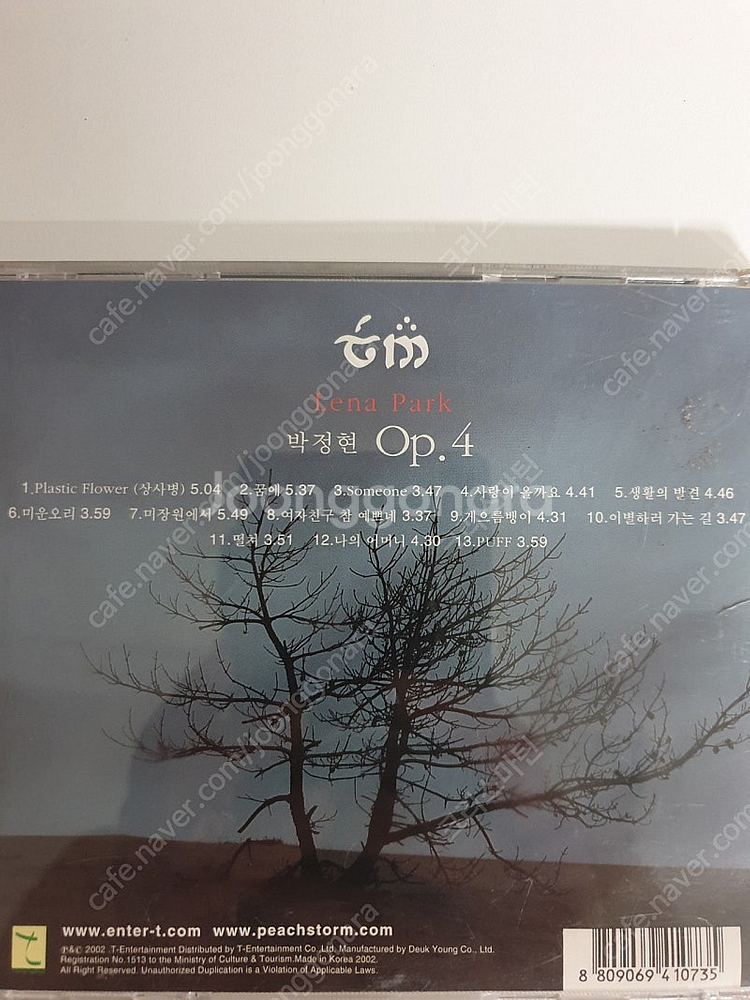 Lena Park
박정현 Op.4
1.Plastic Flower (상사병) 5.04 2.꿈에 5.37 3.Someone 3.47 4.사랑이 올까요 4.41 5.생활의 발견 4.46
6.미운오리 3.59 7.미장원에서 5.49 8.여자친구 참 예쁘네 3.37 9.게으름뱅이 4.31 10.이별하러 가는 길 3.47
11.멀쳐 3.51 12.나의 어머니 4.30 13.PUFF 3.59
www.enter-t.com www.peachstorm.com
P&C 2002 .T-Entertainment Distributed by T-Entertainment Co.,Ltd. Manufactured by Deuk Young Co., Ltd.
Registration No.1513 to the Ministry of Culture & Tourism.Made in Korea 2002.
All Right Reserved. Unauthorized Duplication is a Violation of Applicable Laws.
8 809069 410735
joonggonara
cafe.naver.com/joonggonara